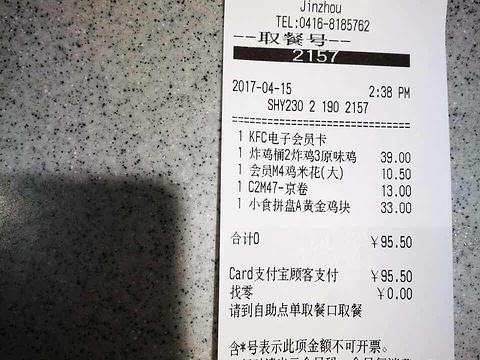 Jinzhou
TEL:0416-8185762
--取餐号--
2157
2017-04-15 2:38 PM
SHY230 2 190 2157
==============================
1 KFC电子会员卡
1 炸鸡桶2炸鸡3原味鸡 39.00
1 会员M4鸡米花(大) 10.50
1 C2M47-京卷 13.00
1 小食拼盘A黄金鸡块 33.00
合计0 ￥95.50
Card支付宝顾客支付 ￥95.50
找零 ￥0.00
请到自助点单取餐口取餐
含*号表示此项金额不可开票。